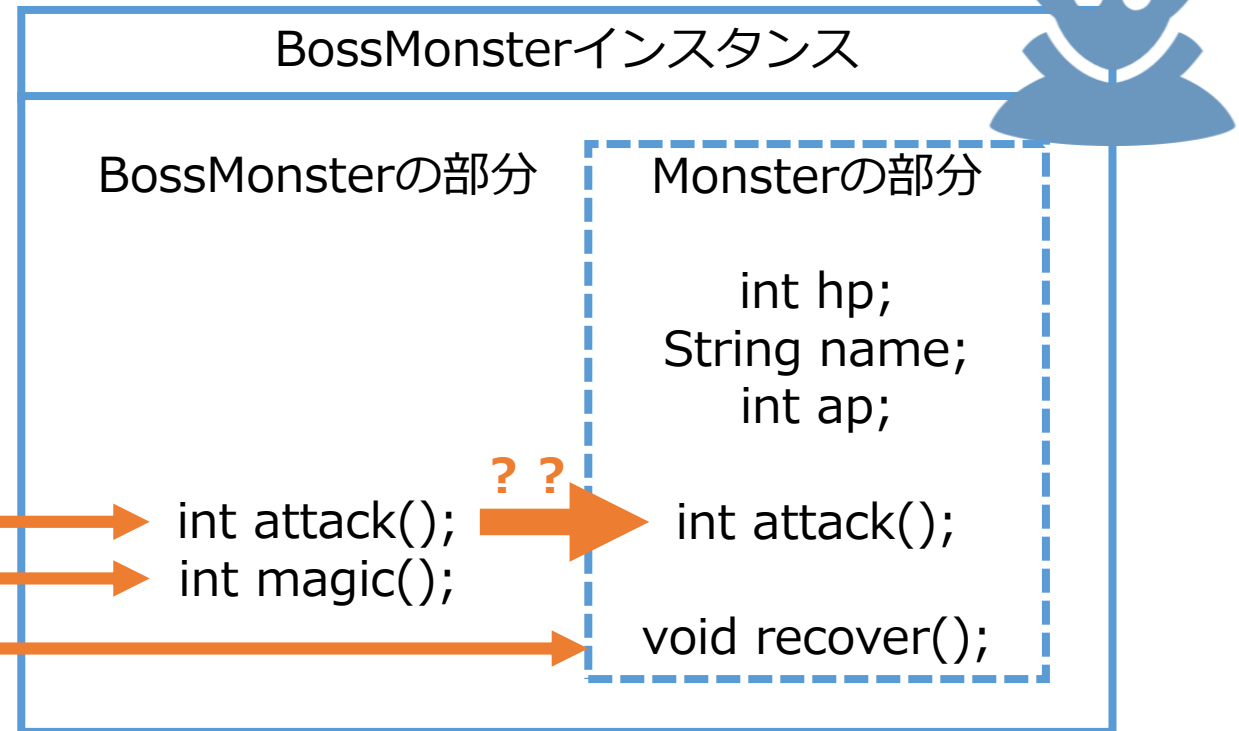 BossMonsterインスタンス
BossMonsterの部分
Monsterの部分
int hp;
String name;
int ap;
? ?
int attack();
int attack();
int magic();
void recover();